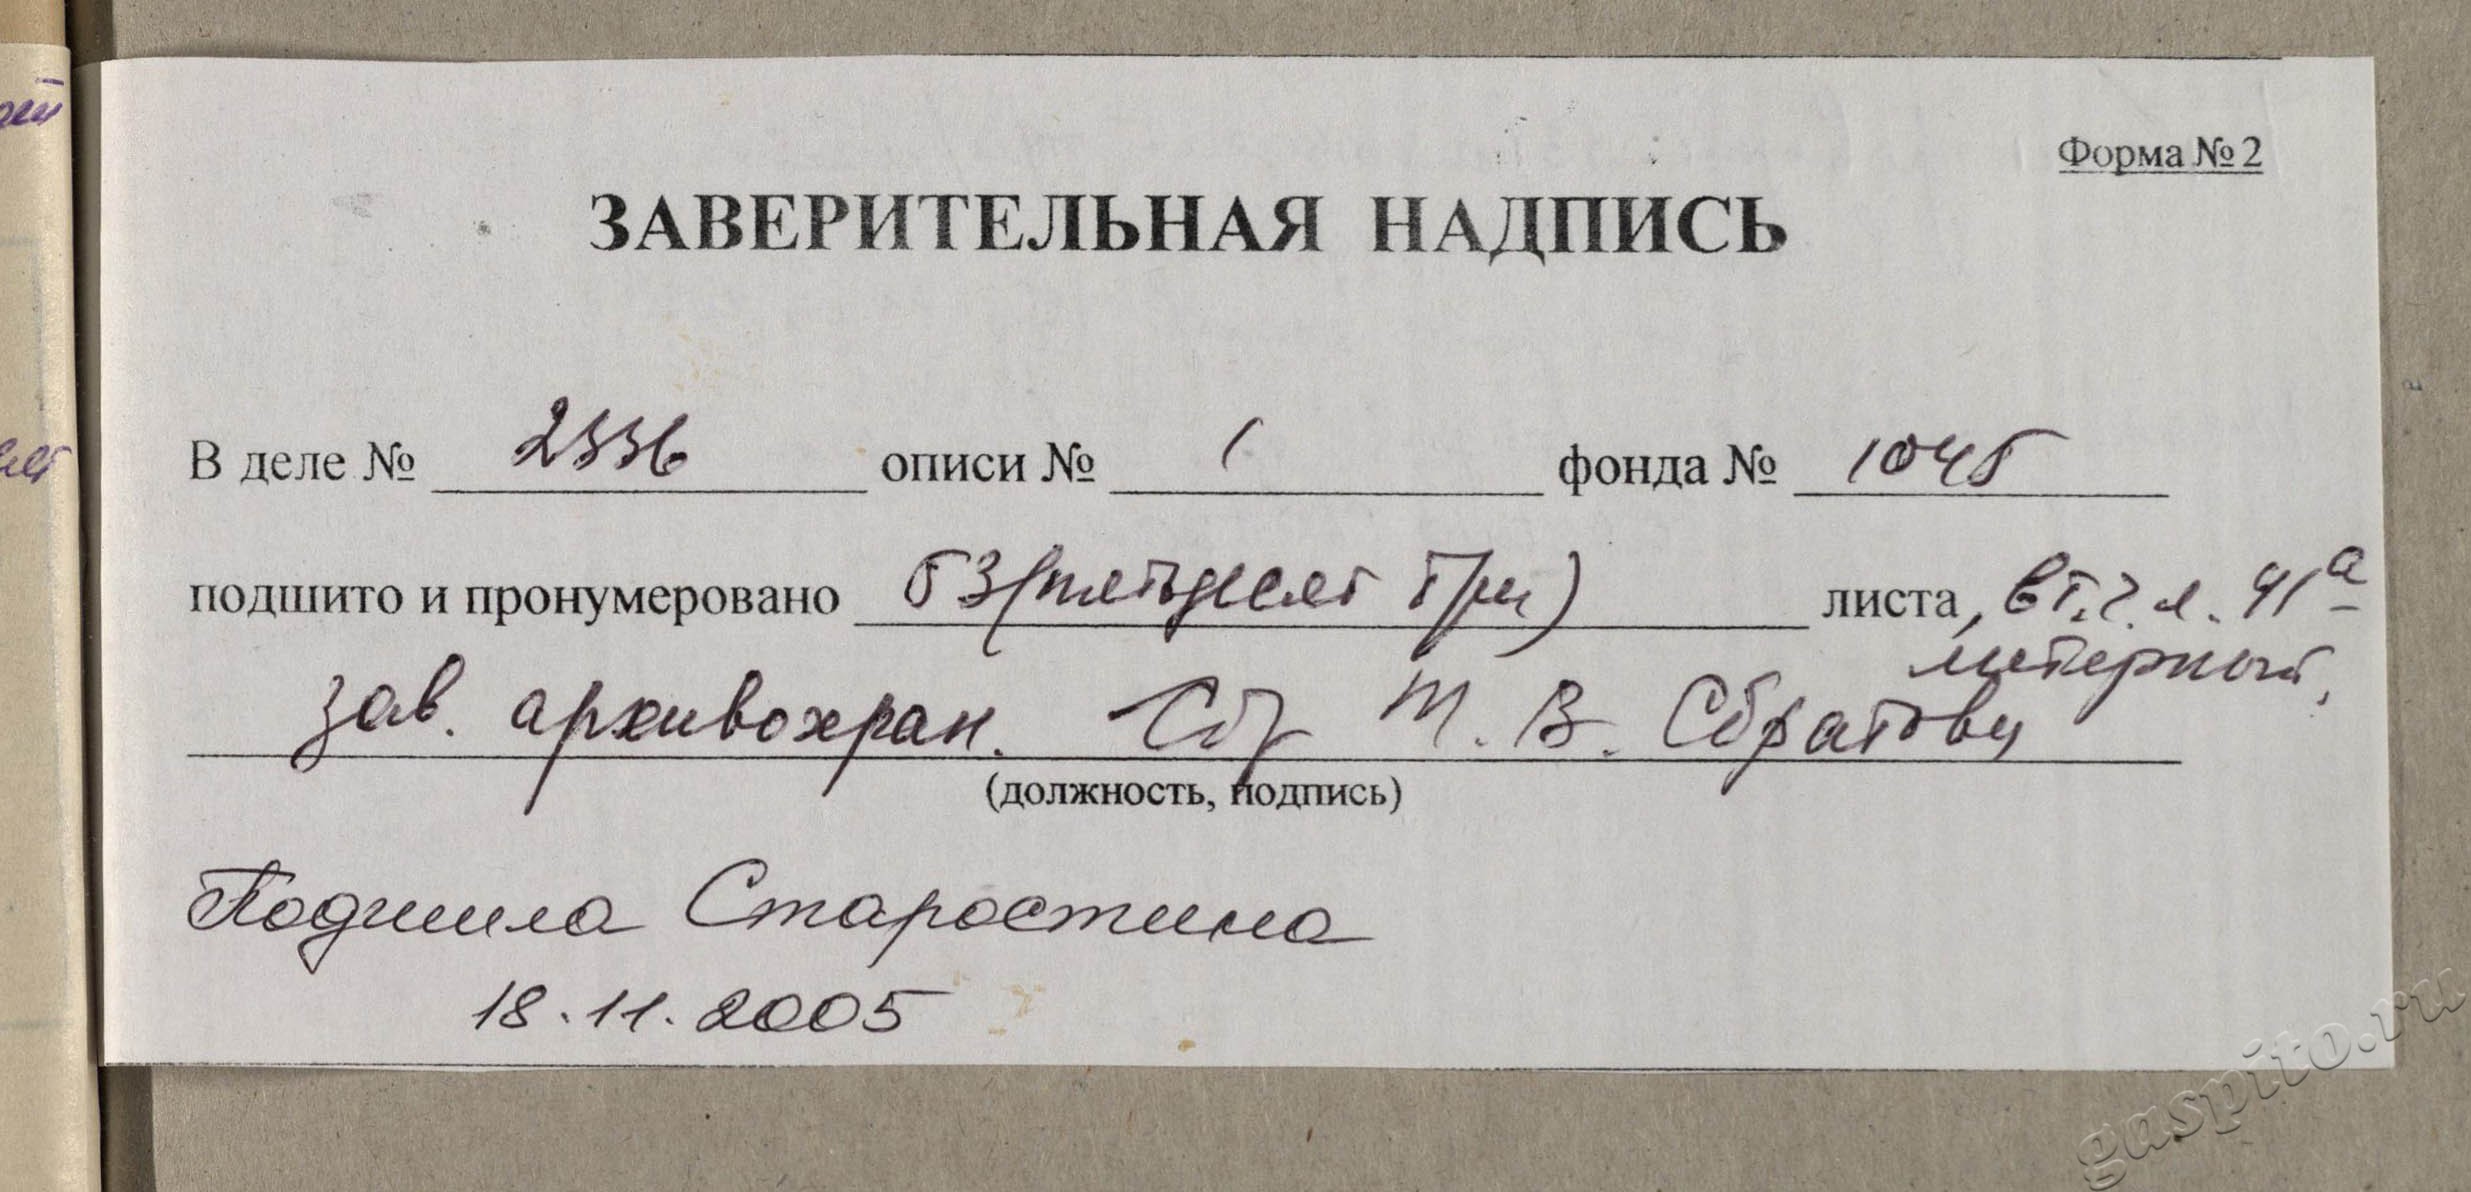 Форма № 2
ЗАВЕРИТЕЛЬНАЯ НАДПИСЬ
В деле № 2336 описи № 1 фонда № 1045
подшито и пронумеровано 53 (пятьдесят три) листа, в т.ч. л. 41а
литерный.
зав. архивохран. Т. В.
(должность, подпись)
Подшила Старостина
18.11.2005
gaspito.ru